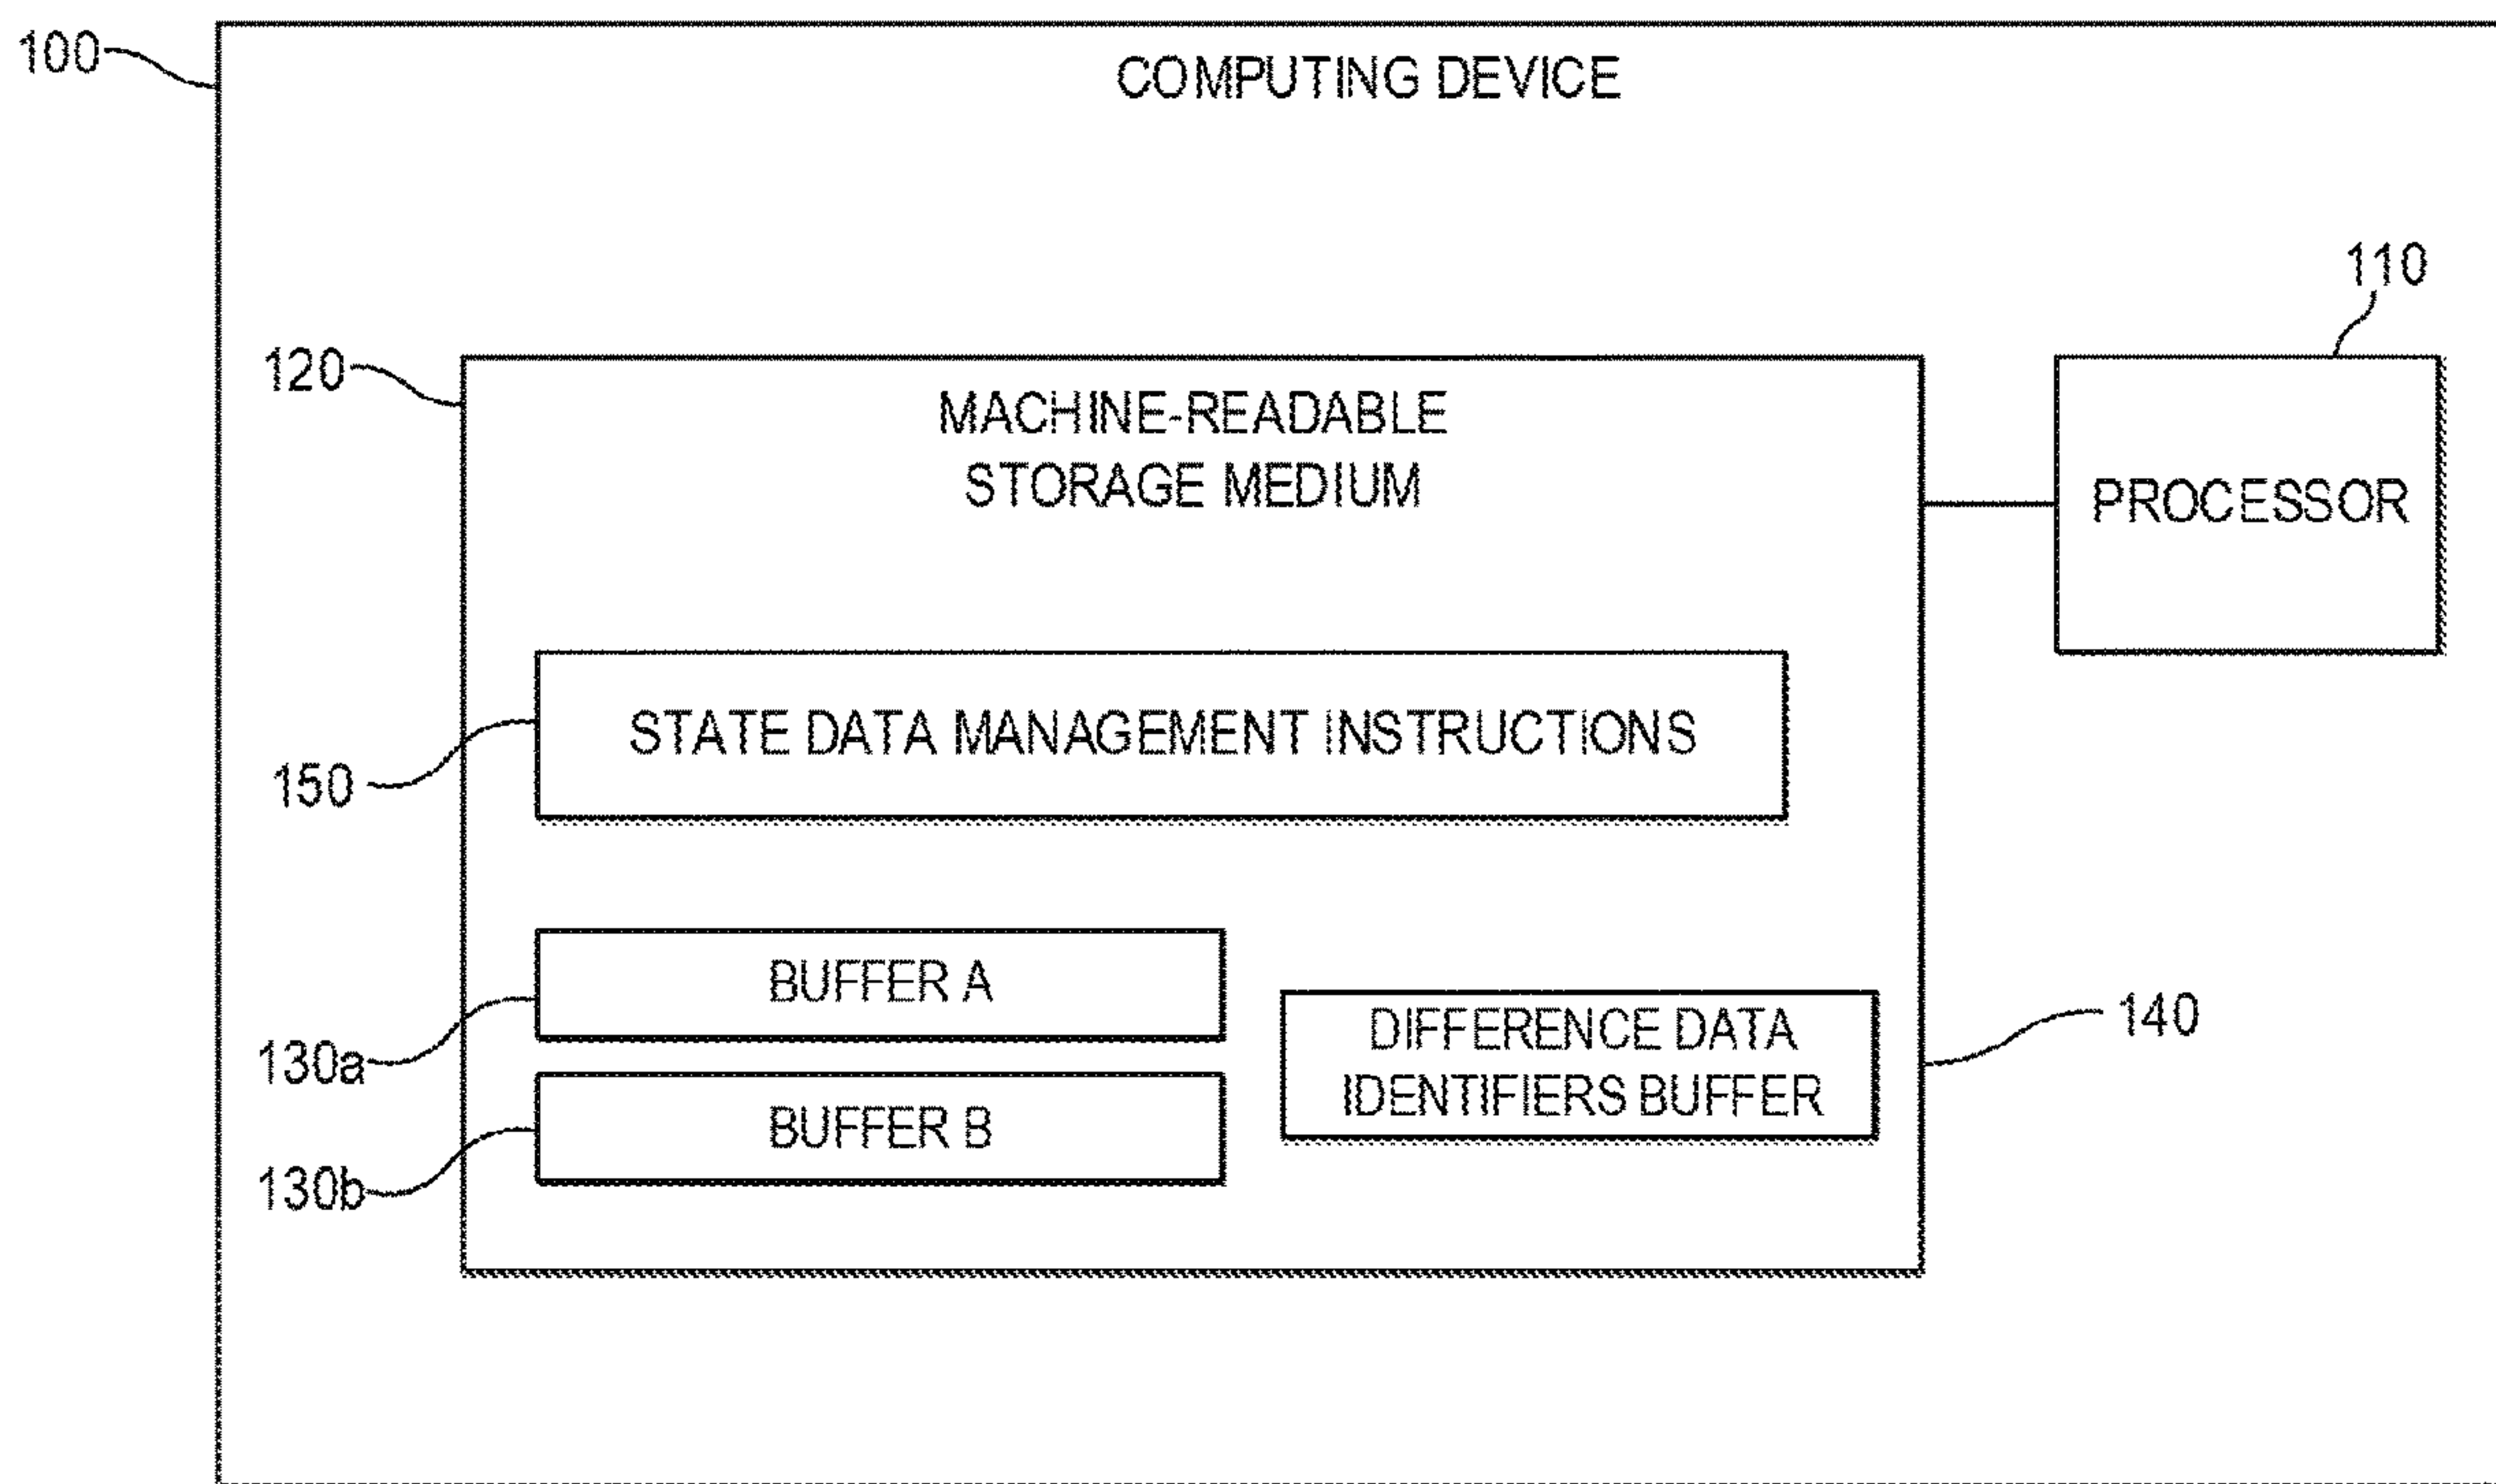 100
COMPUTING DEVICE
110
120
MACHINE-READABLE
STORAGE MEDIUM
PROCESSOR
STATE DATA MANAGEMENT INSTRUCTIONS
150
BUFFER A
130a
DIFFERENCE DATA
IDENTIFIERS BUFFER
140
BUFFER B
130b